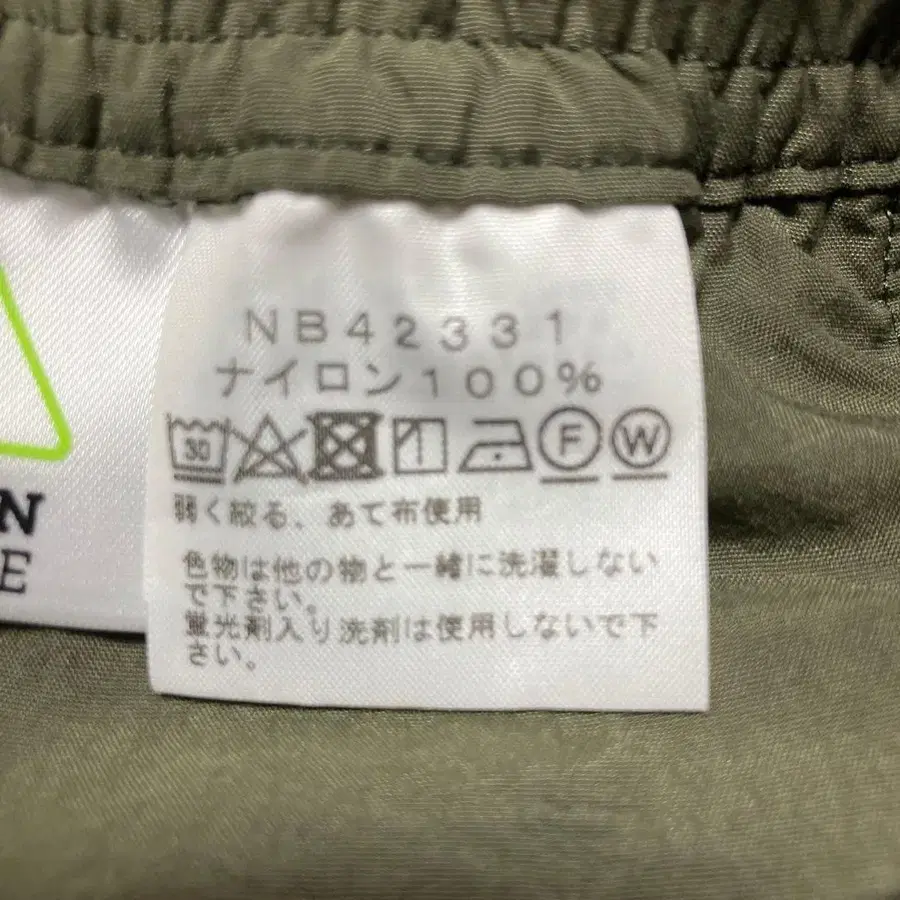 NB42331
ナイロン100%
30
F
W
弱く絞る、あて布使用
色物は他の物と一緒に洗濯しない
で下さい。
蛍光剤入り洗剤は使用しないで下
さい。
N
E